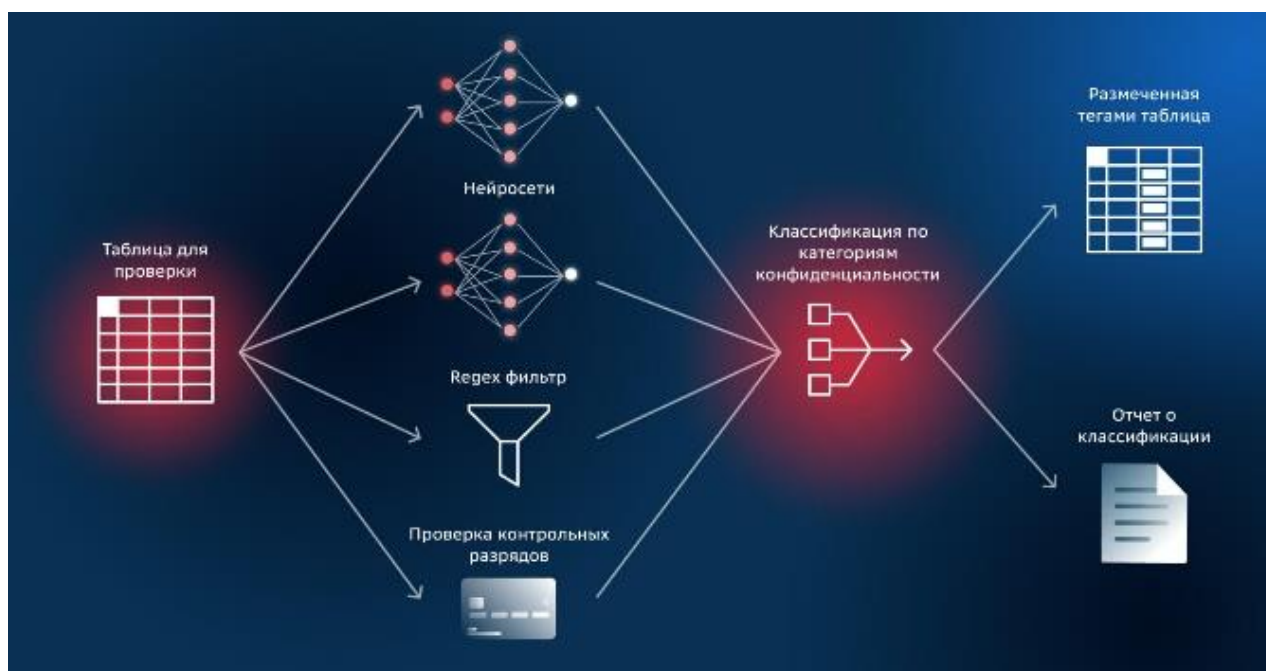 Таблица для
проверки
Нейросети
Regex фильтр
Проверка контрольных
разрядов
Классификация по
категориям
конфиденциальности
Размеченная
тегами таблица
Отчет о
классификации